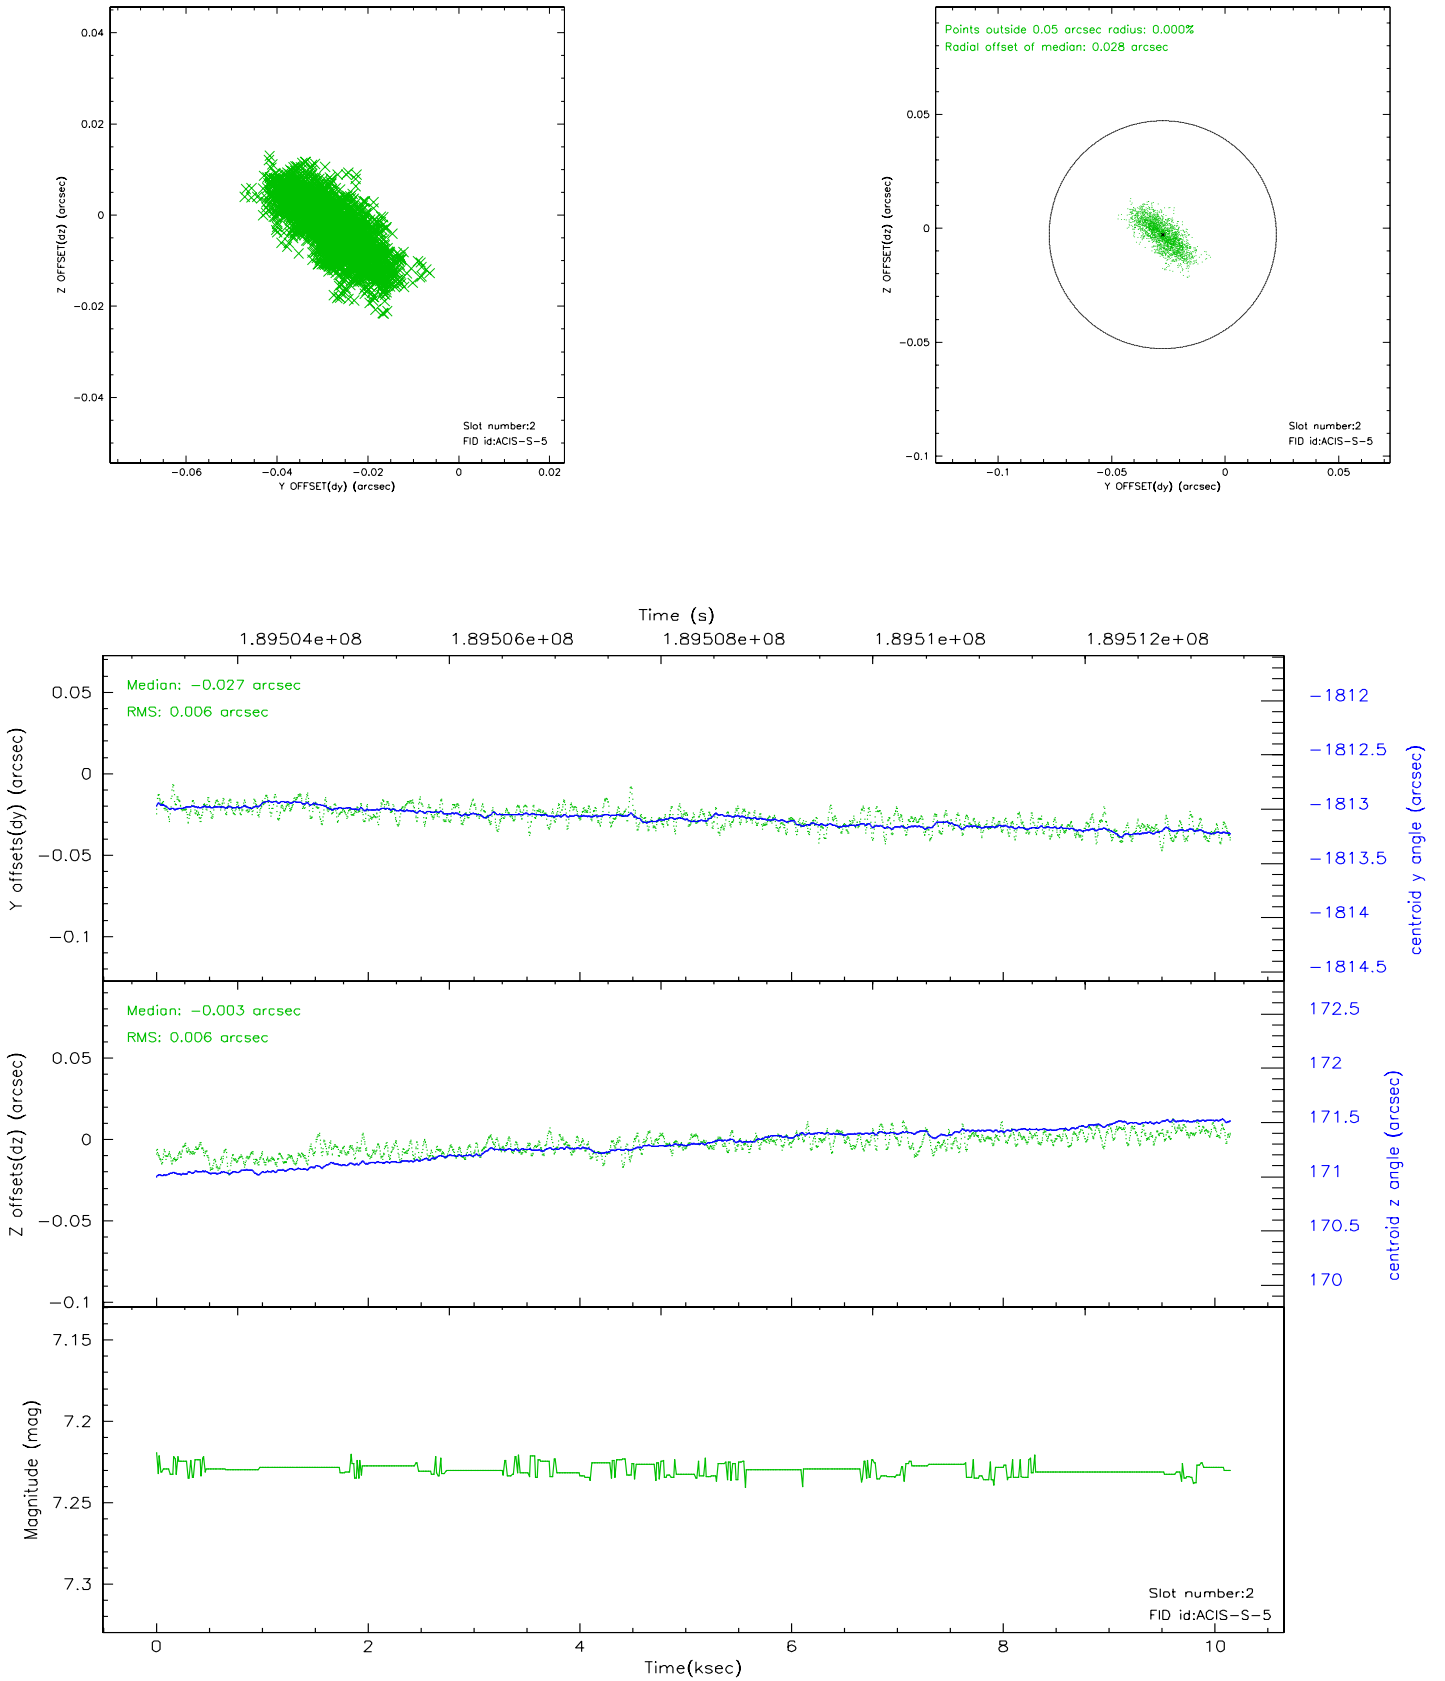 0.04
0.02
0
-0.02
-0.04
Z OFFSET(dz) (arcsec)
Slot number:2
FID id:ACIS-S-5
-0.06 -0.04 -0.02 0 0.02
Y OFFSET(dy) (arcsec)
Points outside 0.05 arcsec radius: 0.000%
Radial offset of median: 0.028 arcsec
0.05
0
-0.05
-0.1
Z OFFSET(dz) (arcsec)
Slot number:2
FID id:ACIS-S-5
-0.1 -0.05 0 0.05
Y OFFSET(dy) (arcsec)
Time (s)
1.89504e+08 1.89506e+08 1.89508e+08 1.8951e+08 1.89512e+08
Median: -0.027 arcsec
RMS: 0.006 arcsec
0.05
0
-0.05
-0.1
Y offsets(dy) (arcsec)
-1812
-1812.5
-1813
-1813.5
-1814
-1814.5
centroid y angle (arcsec)
Median: -0.003 arcsec
RMS: 0.006 arcsec
0.05
0
-0.05
-0.1
Z offsets(dz) (arcsec)
172.5
172
171.5
171
170.5
170
centroid z angle (arcsec)
7.15
7.2
7.25
7.3
Magnitude (mag)
Slot number:2
FID id:ACIS-S-5
0 2 4 6 8 10
Time(ksec)